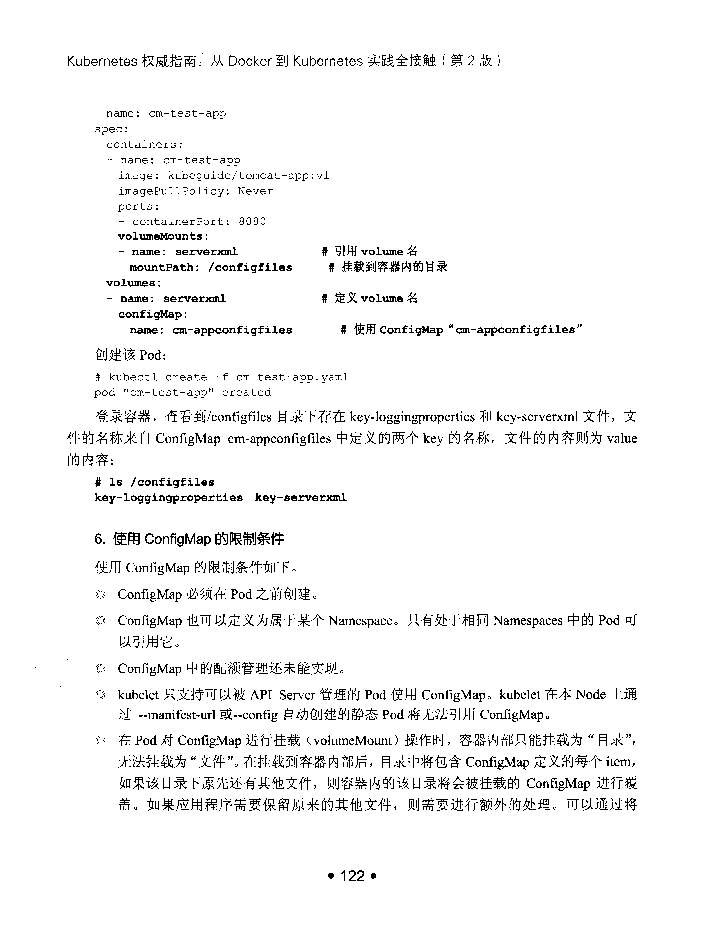 Kubernetes 权威指南：从 Docker 到 Kubernetes 实践全接触（第 2 版）
name: cm-test-app
spec:
containers:
- name: cm-test-app
image: kubeguide/tomcat-app:v1
imagePullPolicy: Never
ports:
- containerPort: 8080
volumeMounts:
- name: serverxml # 引用 volume 名
mountPath: /configfiles # 挂载到容器内的目录
volumes:
- name: serverxml # 定义 volume 名
configMap:
name: cm-appconfigfiles # 使用 ConfigMap “cm-appconfigfiles”
创建该 Pod：
# kubectl create -f cm-test-app.yaml
pod "cm-test-app" created
登录容器，查看到/configfiles 目录下存在 key-loggingproperties 和 key-serverxml 文件，文
件的名称来自 ConfigMap cm-appconfigfiles 中定义的两个 key 的名称，文件的内容则为 value
的内容：
# ls /configfiles
key-loggingproperties key-serverxml
6. 使用 ConfigMap 的限制条件
使用 ConfigMap 的限制条件如下。
ConfigMap 必须在 Pod 之前创建。
ConfigMap 也可以定义为属于某个 Namespace。只有处于相同 Namespaces 中的 Pod 可
以引用它。
ConfigMap 中的配额管理还未能实现。
kubelet 只支持可以被 API Server 管理的 Pod 使用 ConfigMap。kubelet 在本 Node 上通
过 --manifest-url 或--config 自动创建的静态 Pod 将无法引用 ConfigMap。
在 Pod 对 ConfigMap 进行挂载（volumeMount）操作时，容器内部只能挂载为“目录”，
无法挂载为“文件”。在挂载到容器内部后，目录中将包含 ConfigMap 定义的每个 item，
如果该目录下原先还有其他文件，则容器内的该目录将会被挂载的 ConfigMap 进行覆
盖。如果应用程序需要保留原来的其他文件，则需要进行额外的处理。可以通过将
• 122 •